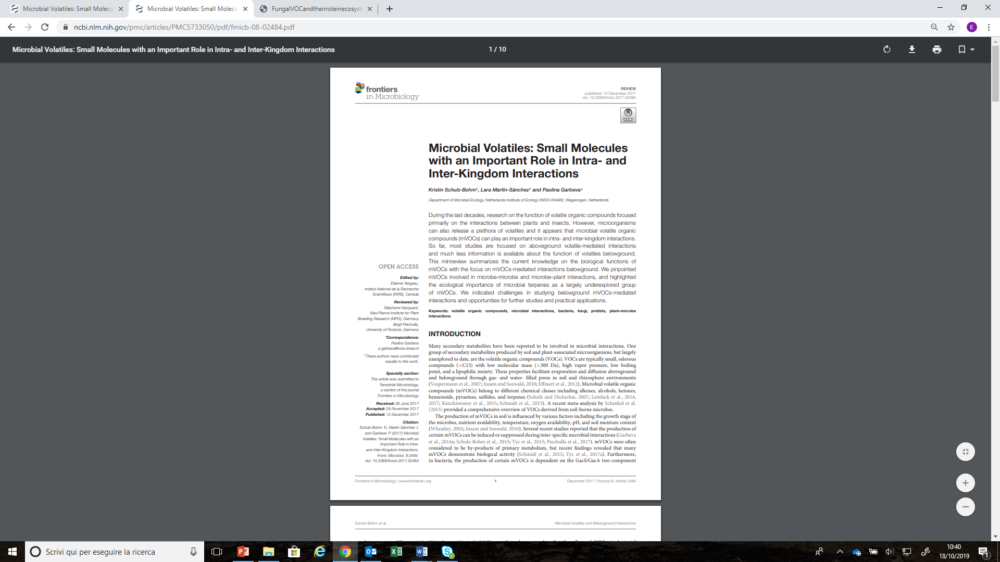 Microbial Volatiles: Small Molecu
Microbial Volatiles: Small Molecu
FungalVOCandtheirroleinecosyst
ncbi.nlm.nih.gov/pmc/articles/PMC5733050/pdf/fmicb-08-02484.pdf
E
Microbial Volatiles: Small Molecules with an Important Role in Intra- and Inter-Kingdom Interactions
1 / 10
frontiers
in Microbiology
REVIEW
published: 12 December 2017
doi: 10.3389/fmicb.2017.02484
Check for
updates
Microbial Volatiles: Small Molecules
with an Important Role in Intra- and
Inter-Kingdom Interactions
Kristin Schulz-Bohm†, Lara Martín-Sánchez† and Paolina Garbeva*
Department of Microbial Ecology, Netherlands Institute of Ecology (NIOO-KNAW), Wageningen, Netherlands
During the last decades, research on the function of volatile organic compounds focused
primarily on the interactions between plants and insects. However, microorganisms
can also release a plethora of volatiles and it appears that microbial volatile organic
compounds (mVOCs) can play an important role in intra- and inter-kingdom interactions.
So far, most studies are focused on aboveground volatile-mediated interactions
and much less information is available about the function of volatiles belowground.
This minireview summarizes the current knowledge on the biological functions of
mVOCs with the focus on mVOCs-mediated interactions belowground. We pinpointed
mVOCs involved in microbe-microbe and microbe–plant interactions, and highlighted
the ecological importance of microbial terpenes as a largely underexplored group
of mVOCs. We indicated challenges in studying belowground mVOCs-mediated
interactions and opportunities for further studies and practical applications.
Keywords: volatile organic compounds, microbial interactions, bacteria, fungi, protists, plant–microbe
interactions
OPEN ACCESS
Edited by:
Etienne Yergeau,
Institut National de la Recherche
Scientifique (INRS), Canada
Reviewed by:
Stéphane Hacquard,
Max Planck Institute for Plant
Breeding Research (MPG), Germany
Birgit Piechulla,
University of Rostock, Germany
*Correspondence:
Paolina Garbeva
p.garbeva@nioo.knaw.nl
†These authors have contributed
equally to this work.
Specialty section:
This article was submitted to
Terrestrial Microbiology,
a section of the journal
Frontiers in Microbiology
Received: 26 June 2017
Accepted: 29 November 2017
Published: 12 December 2017
Citation:
Schulz-Bohm K, Martín-Sánchez L
and Garbeva P (2017) Microbial
Volatiles: Small Molecules with an
Important Role in Intra-
and Inter-Kingdom Interactions.
Front. Microbiol. 8:2484.
doi: 10.3389/fmicb.2017.02484
INTRODUCTION
Many secondary metabolites have been reported to be involved in microbial interactions. One
group of secondary metabolites produced by soil and plant-associated microorganisms, but largely
unexplored to date, are the volatile organic compounds (VOCs). VOCs are typically small, odorous
compounds (<C15) with low molecular mass (<300 Da), high vapor pressure, low boiling
point, and a lipophilic moiety. These properties facilitate evaporation and diffusion aboveground
and belowground through gas- and water- filled pores in soil and rhizosphere environments
(Vespermann et al., 2007; Insam and Seewald, 2010; Effmert et al., 2012). Microbial volatile organic
compounds (mVOCs) belong to different chemical classes including alkenes, alcohols, ketones,
benzenoids, pyrazines, sulfides, and terpenes (Schulz and Dickschat, 2007; Lemfack et al., 2014,
2017; Kanchiswamy et al., 2015; Schmidt et al., 2015). A recent meta-analysis by Schenkel et al.
(2015) provided a comprehensive overview of VOCs derived from soil-borne microbes.
The production of mVOCs in soil is influenced by various factors including the growth stage of
the microbes, nutrient availability, temperature, oxygen availability, pH, and soil moisture content
(Wheatley, 2002; Insam and Seewald, 2010). Several recent studies reported that the production of
certain mVOCs can be induced or suppressed during inter-specific microbial interactions (Garbeva
et al., 2014a; Schulz-Bohm et al., 2015; Tyc et al., 2015; Piechulla et al., 2017). mVOCs were often
considered to be by-products of primary metabolism, but recent findings revealed that many
mVOCs demonstrate biological activity (Schmidt et al., 2015; Tyc et al., 2017a). Furthermore,
in bacteria, the production of certain mVOCs is dependent on the GacS/GacA two-component
Frontiers in Microbiology | www.frontiersin.org
1
December 2017 | Volume 8 | Article 2484
Schulz-Bohm et al.
Microbial Volatiles and Belowground Interactions
Scrivi qui per eseguire la ricerca
10:40
18/10/2019
1